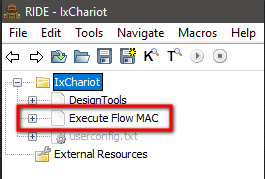 RIDE - IxChariot
File Edit Tools Navigate Macros Help
IxChariot
DesignTools
Execute Flow MAC
userconfig.txt
External Resources